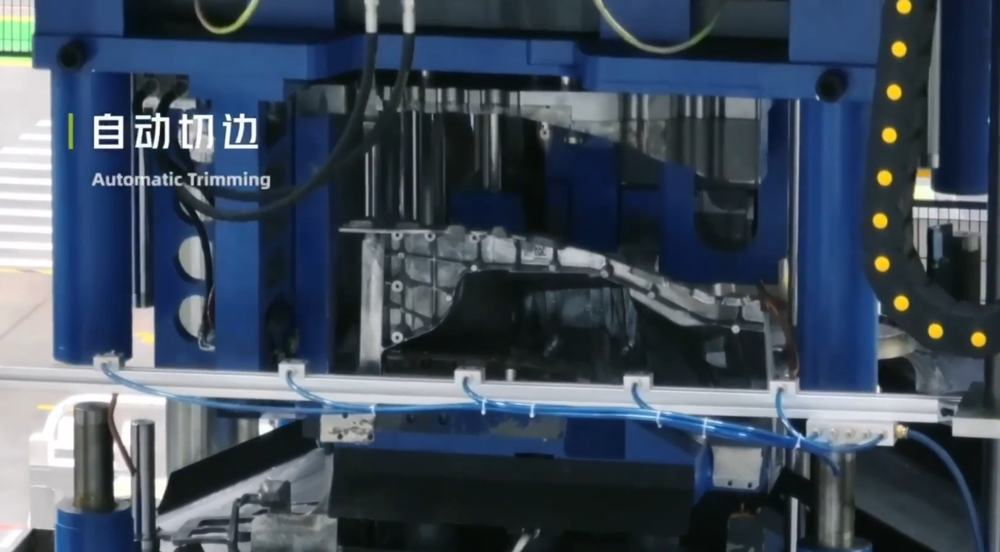 自动切边
Automatic Trimming